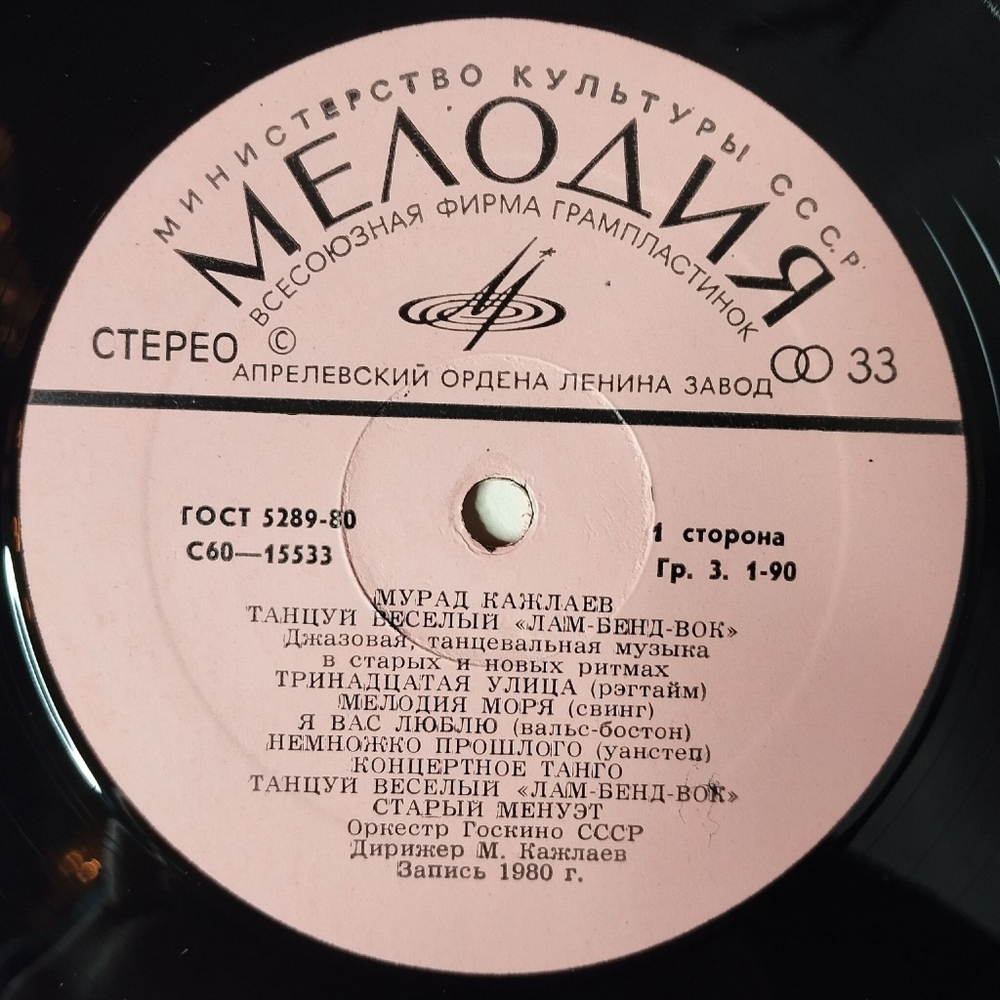 МИНИСТЕРСТВО КУЛЬТУРЫ СССР
МЕЛОДИЯ
ВСЕСОЮЗНАЯ ФИРМА ГРАМПЛАСТИНОК
СТЕРЕО © 33
АПРЕЛЕВСКИЙ ОРДЕНА ЛЕНИНА ЗАВОД
ГОСТ 5289-80
С60—15533
1 сторона
Гр. 3. 1-90
МУРАД КАЖЛАЕВ
ТАНЦУЙ ВЕСЕЛЫЙ «ЛАМ-БЕНД-ВОК»
Джазовая, танцевальная музыка
в старых и новых ритмах
ТРИНАДЦАТАЯ УЛИЦА (рэгтайм)
МЕЛОДИЯ МОРЯ (свинг)
Я ВАС ЛЮБЛЮ (вальс-бостон)
НЕМНОЖКО ПРОШЛОГО (уанстеп)
КОНЦЕРТНОЕ ТАНГО
ТАНЦУЙ ВЕСЕЛЫЙ «ЛАМ-БЕНД-ВОК»
СТАРЫЙ МЕНУЭТ
Оркестр Госкино СССР
Дирижер М. Кажлаев
Запись 1980 г.